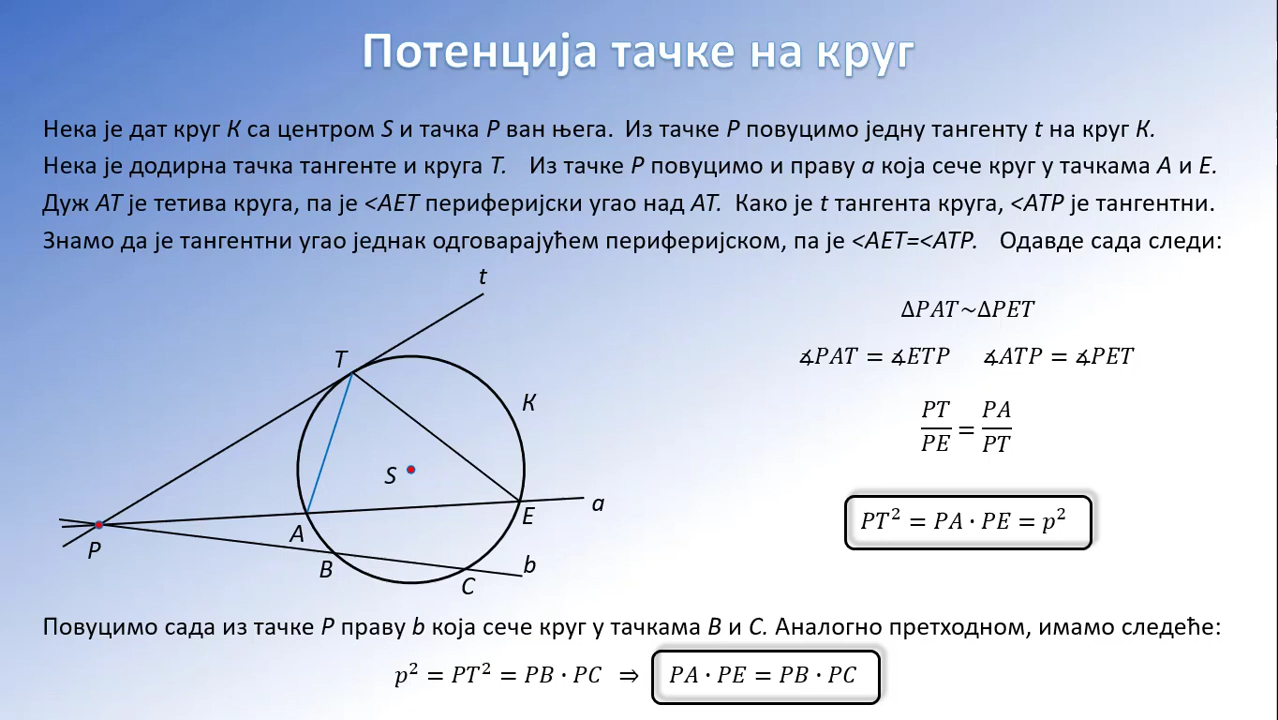 Потенција тачке на круг
Нека је дат круг K са центром S и тачка P ван њега. Из тачке P повуцимо једну тангенту t на круг K.
Нека је додирна тачка тангенте и круга T. Из тачке P повуцимо и праву a која сече круг у тачкама A и E.
Дуж AT је тетива круга, па је <AET периферијски угао над AT. Како је t тангента круга, <ATP је тангентни.
Знамо да је тангентни угао једнак одговарајућем периферијском, па је <AET=<ATP. Одавде сада следи:
t
T
K
S
a
E
A
P
B
b
C
∆PAT~∆PET
∡PAT = ∡ETP ∡ATP = ∡PET
PT/PE = PA/PT
PT² = PA · PE = p²
Повуцимо сада из тачке P праву b која сече круг у тачкама B и C. Аналогно претходном, имамо следеће:
p² = PT² = PB · PC ⇒ PA · PE = PB · PC